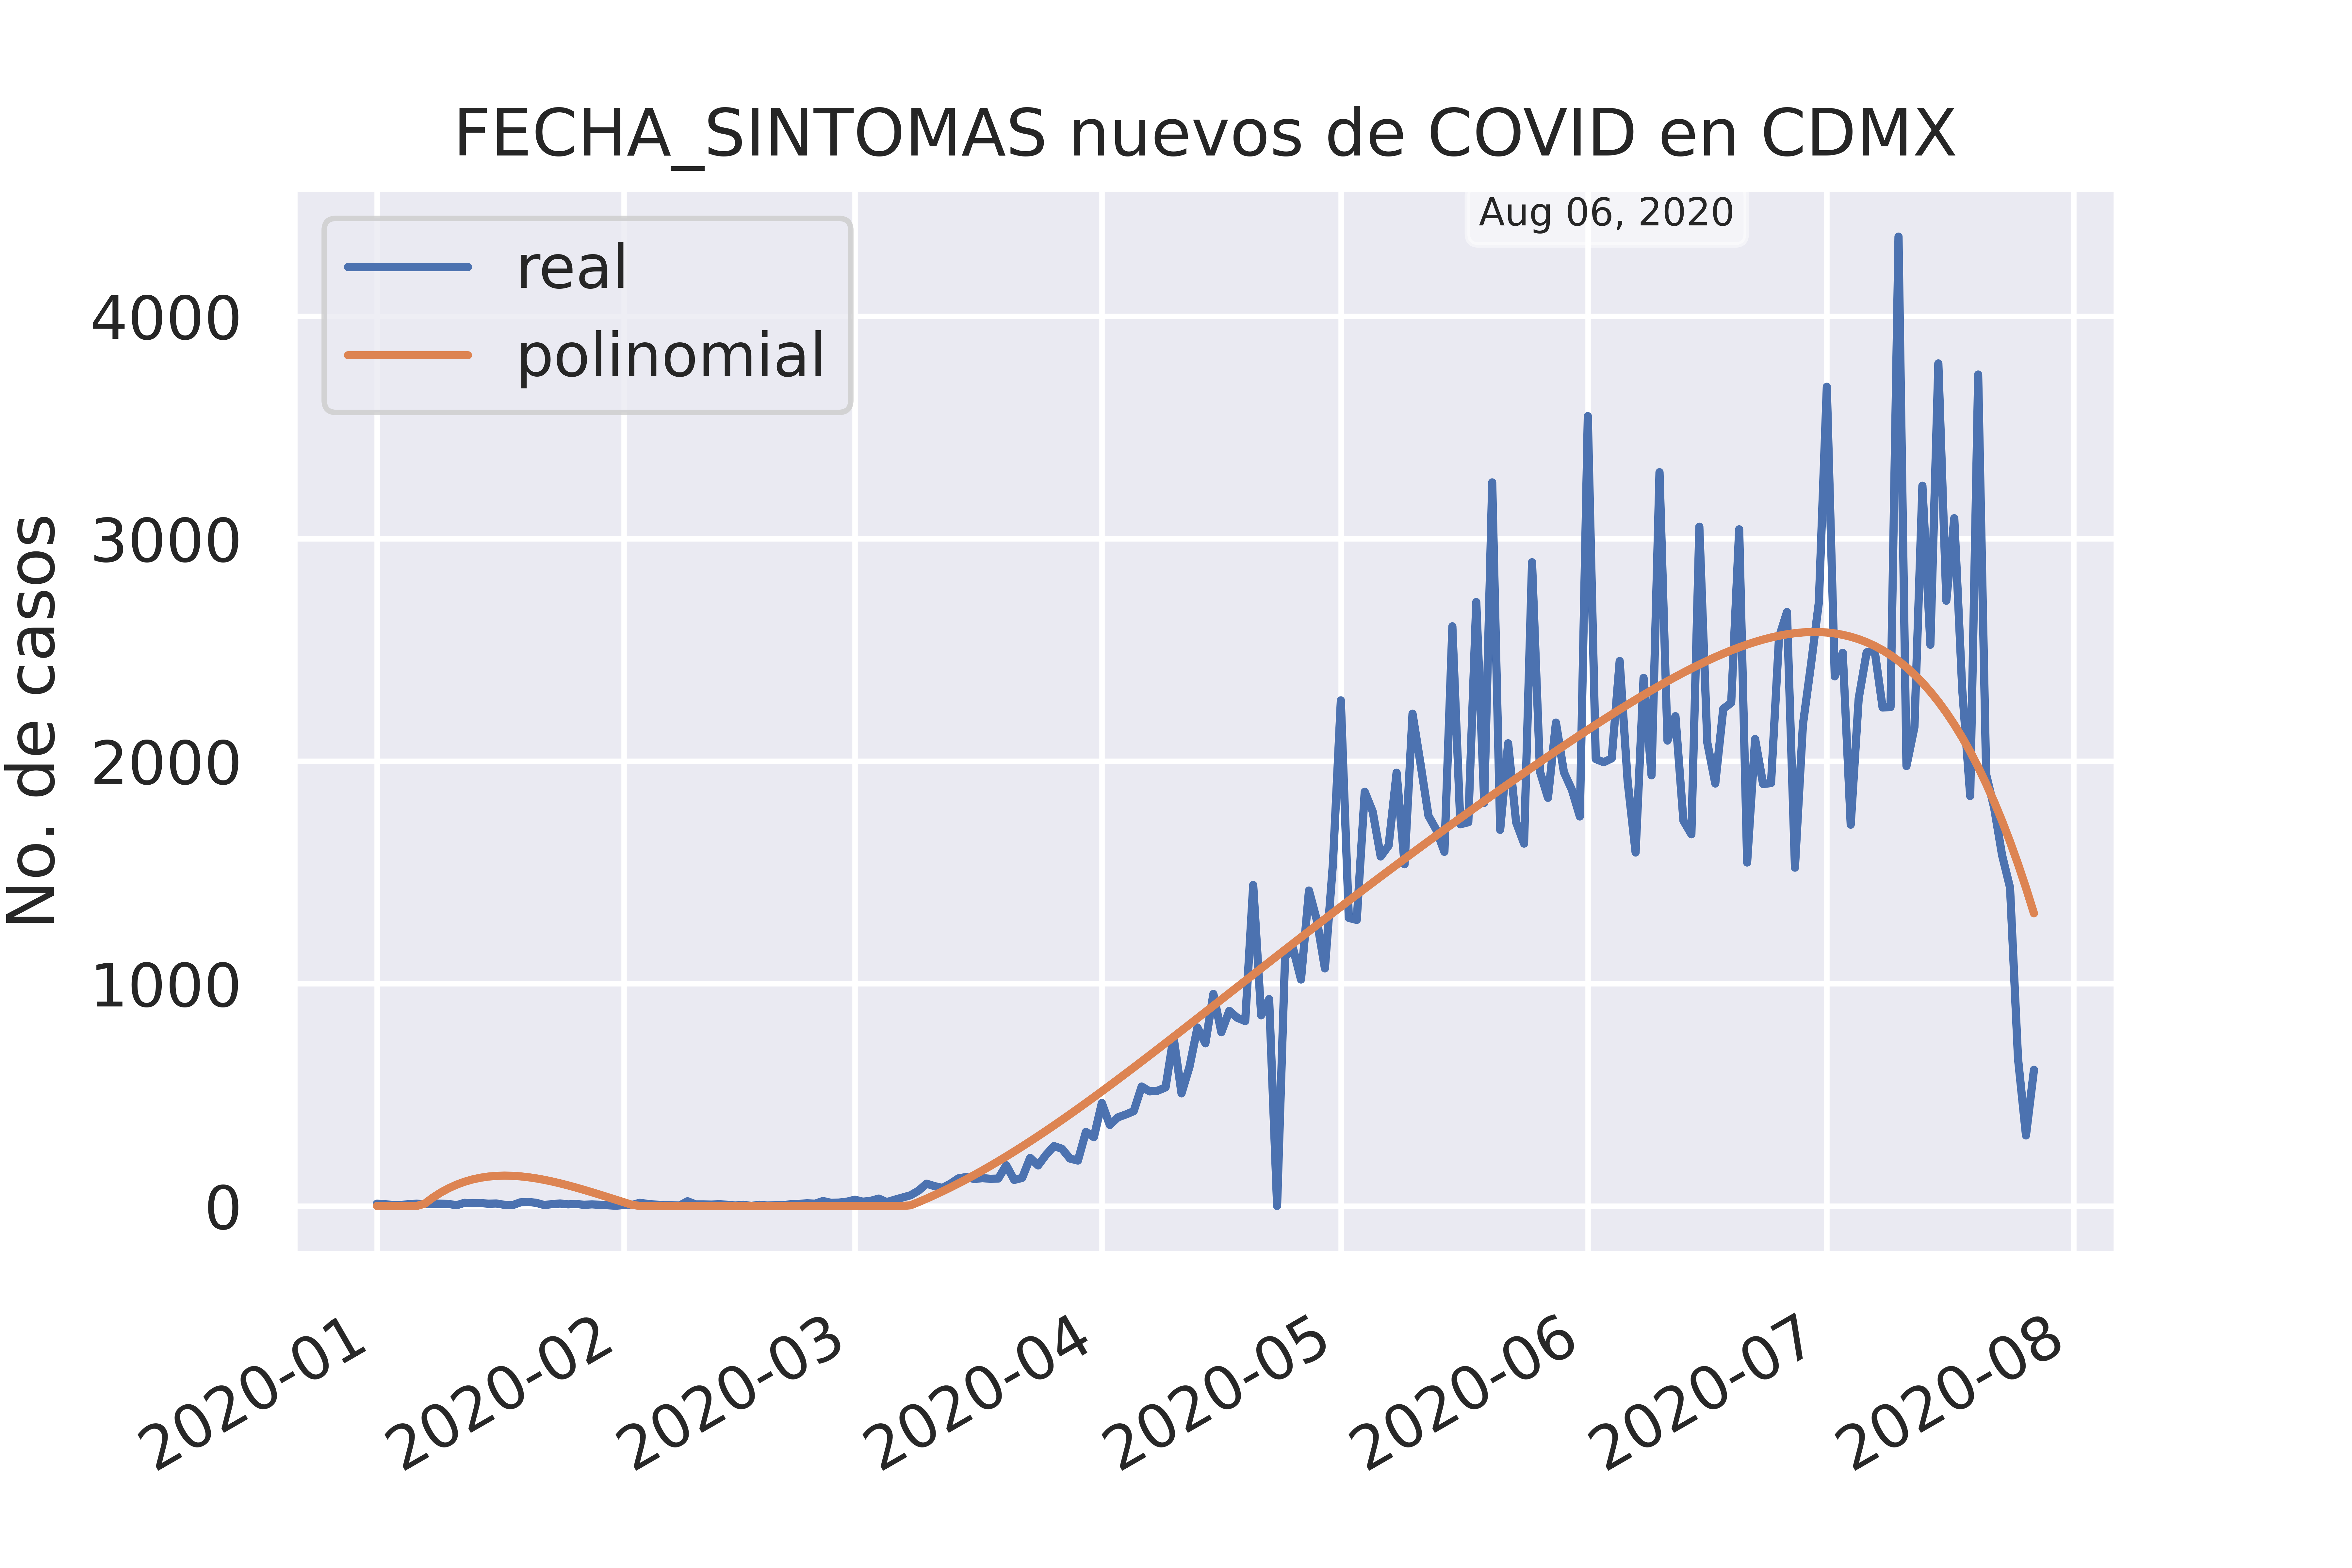 FECHA_SINTOMAS nuevos de COVID en CDMX
Aug 06, 2020
real
polinomial
No. de casos
4000
3000
2000
1000
0
2020-01
2020-02
2020-03
2020-04
2020-05
2020-06
2020-07
2020-08